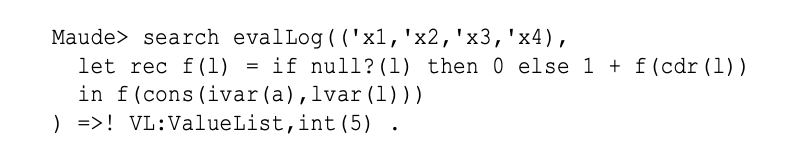 Maude> search evalLog(('x1,'x2,'x3,'x4),
let rec f(l) = if null?(l) then 0 else 1 + f(cdr(l))
in f(cons(ivar(a),lvar(l)))
) =>! VL:ValueList,int(5) .